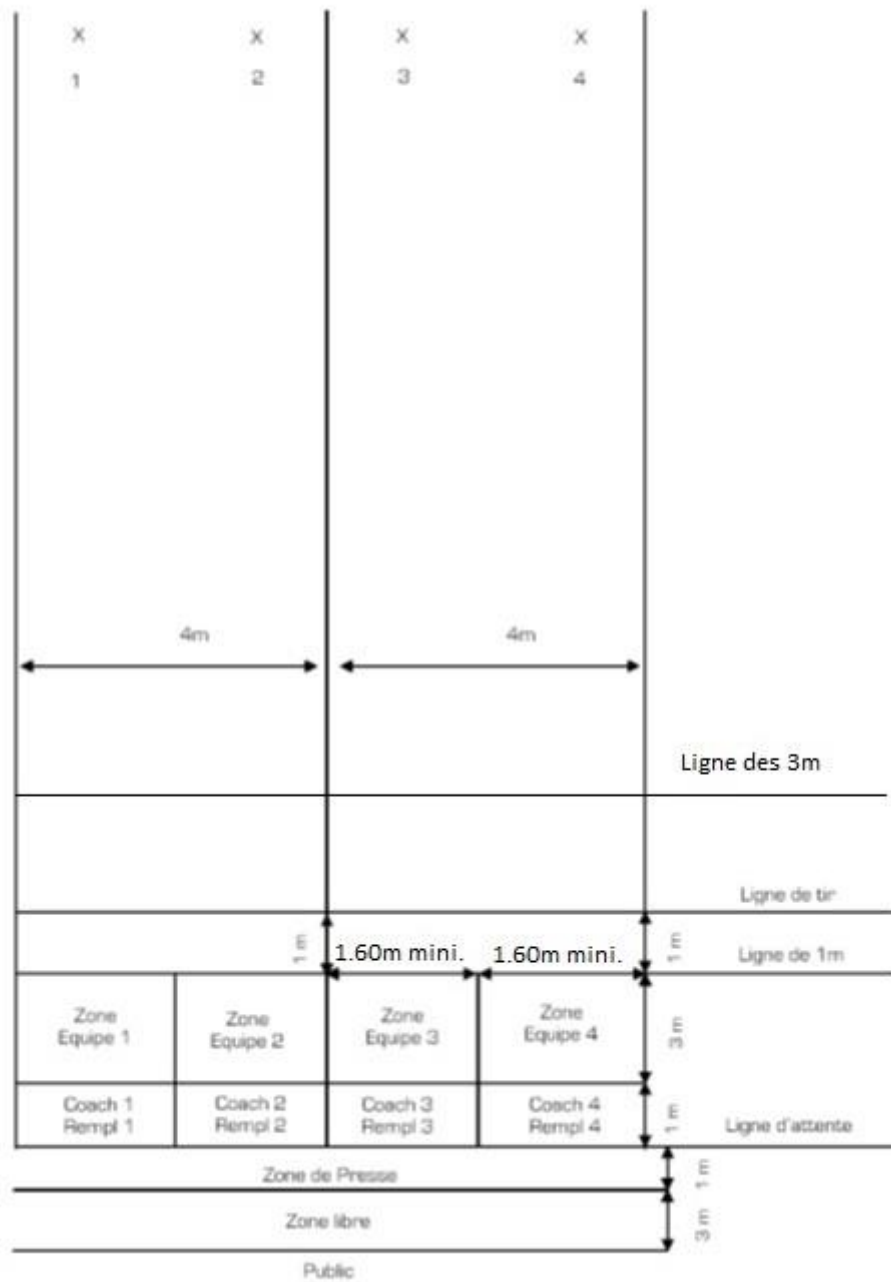 X X X X
1 2 3 4
4m 4m
Ligne des 3m
Ligne de tir
1 m 1.60m mini. 1.60m mini. 1 m Ligne de 1m
Zone
Equipe 1
Zone
Equipe 2
Zone
Equipe 3
Zone
Equipe 4
3 m
Coach 1
Rempl 1
Coach 2
Rempl 2
Coach 3
Rempl 3
Coach 4
Rempl 4
1 m
Ligne d'attente
Zone de Presse
1 m
Zone libre
3 m
Public